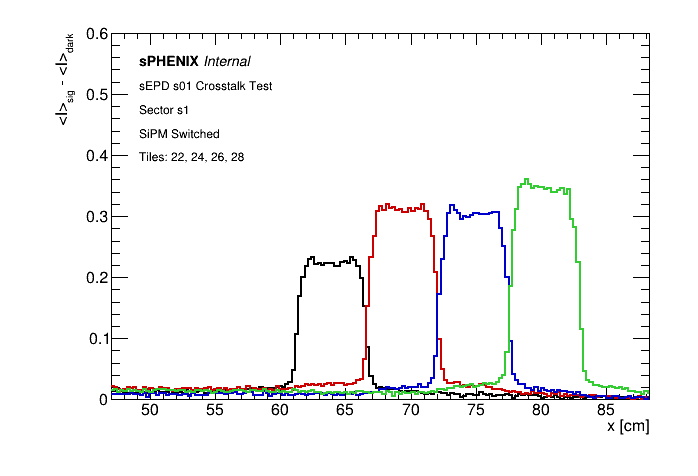 <I>sig - <I>dark
0.6
sPHENIX Internal
sEPD s01 Crosstalk Test
0.5
Sector s1
SiPM Switched
0.4
Tiles: 22, 24, 26, 28
0.3
0.2
0.1
0
50 55 60 65 70 75 80 85
x [cm]